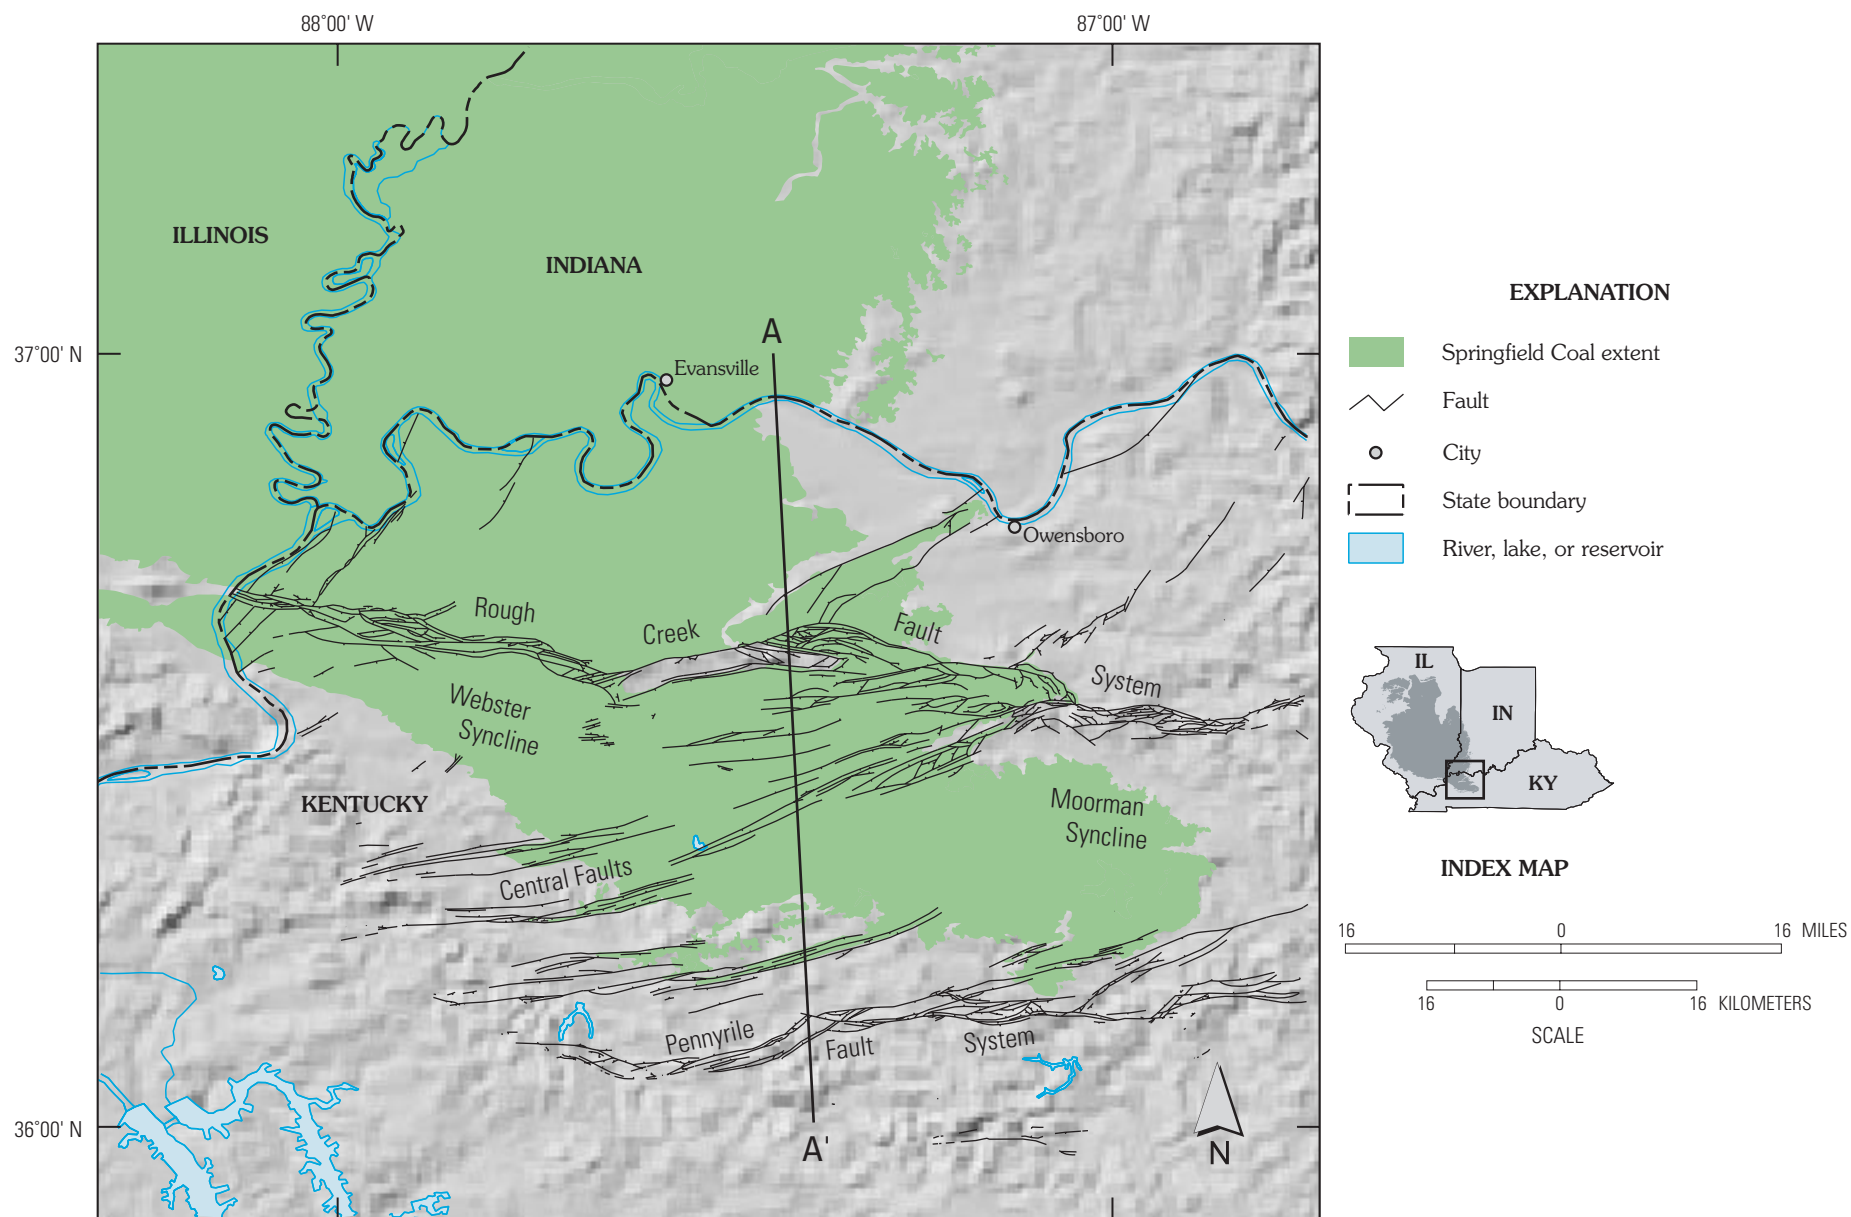 88°00' W
87°00' W
ILLINOIS
INDIANA
A
37°00' N
Evansville
Owensboro
Rough
Creek
Fault
System
Webster
Syncline
KENTUCKY
Moorman
Syncline
Central Faults
Pennyrile
Fault
System
36°00' N
A'
N
EXPLANATION
Springfield Coal extent
Fault
City
State boundary
River, lake, or reservoir
IL
IN
KY
INDEX MAP
16 0 16 MILES
16 0 16 KILOMETERS
SCALE